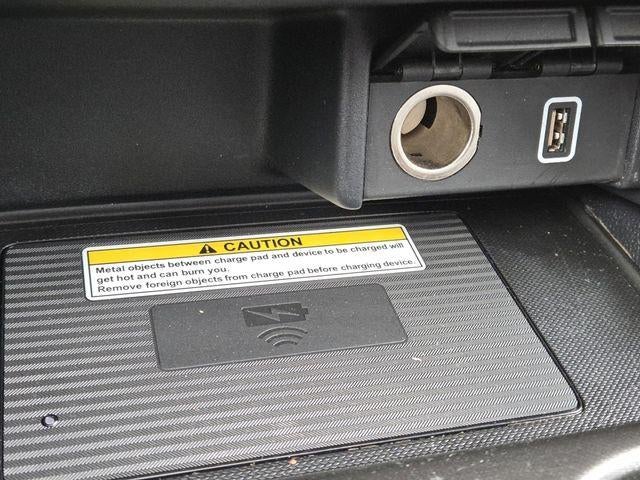 CAUTION
Metal objects between charge pad and device to be charged will
get hot and can burn you.
Remove foreign objects from charge pad before charging device.